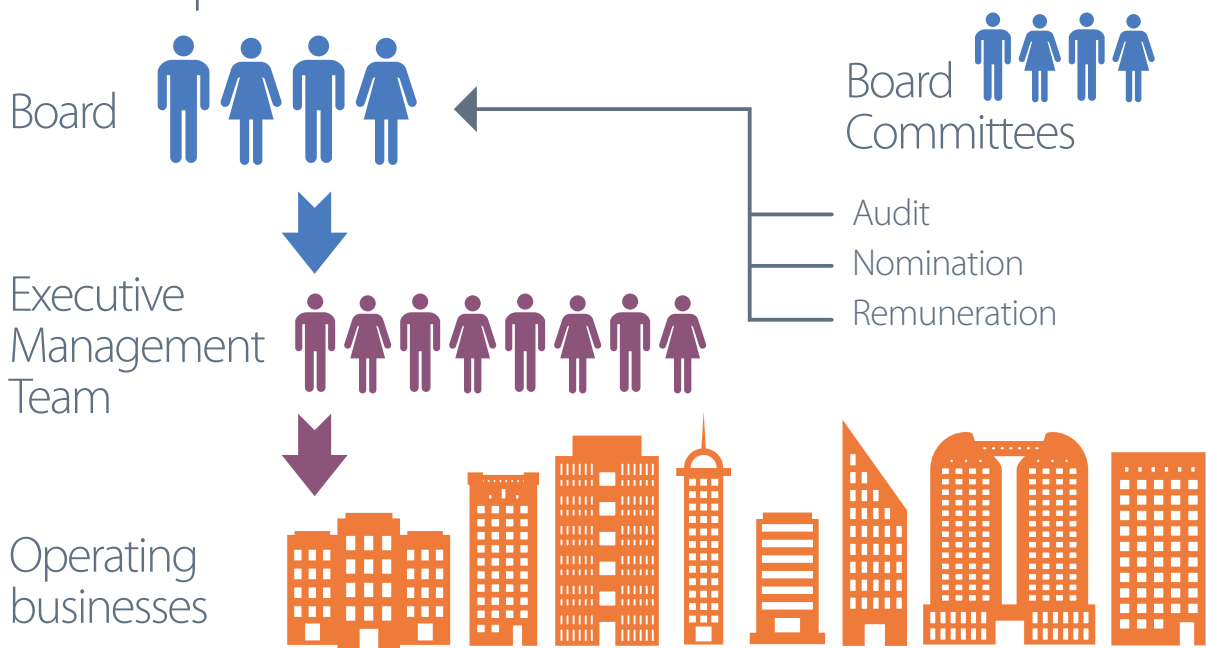 Board
Board
Committees
Audit
Nomination
Remuneration
Executive
Management
Team
Operating
businesses